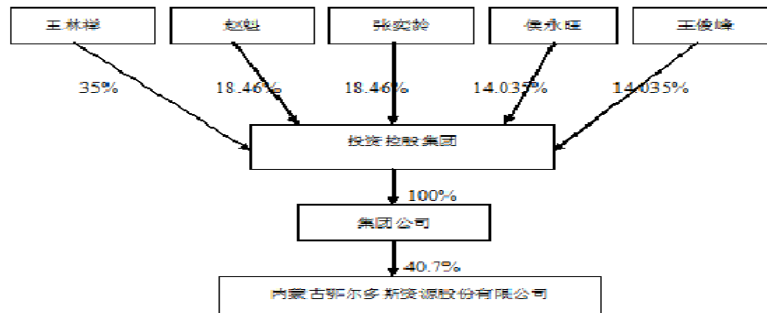 王林祥 赵魁 张奕龄 侯永旺 王俊峰
35% 18.46% 18.46% 14.035% 14.035%
投资控股集团
100%
集团公司
40.7%
内蒙古鄂尔多斯资源股份有限公司